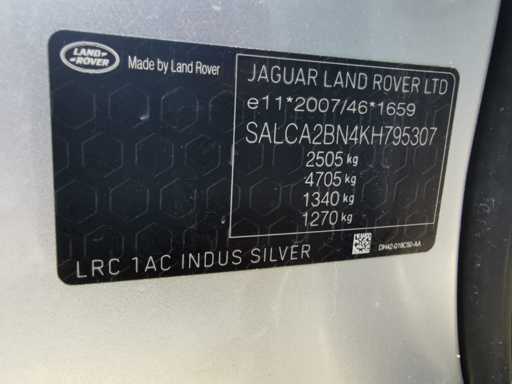 LAND ROVER
Made by Land Rover
JAGUAR LAND ROVER LTD
e11*2007/46*1659
SALCA2BN4KH795307
2505 kg
4705 kg
1340 kg
1270 kg
LRC 1AC INDUS SILVER